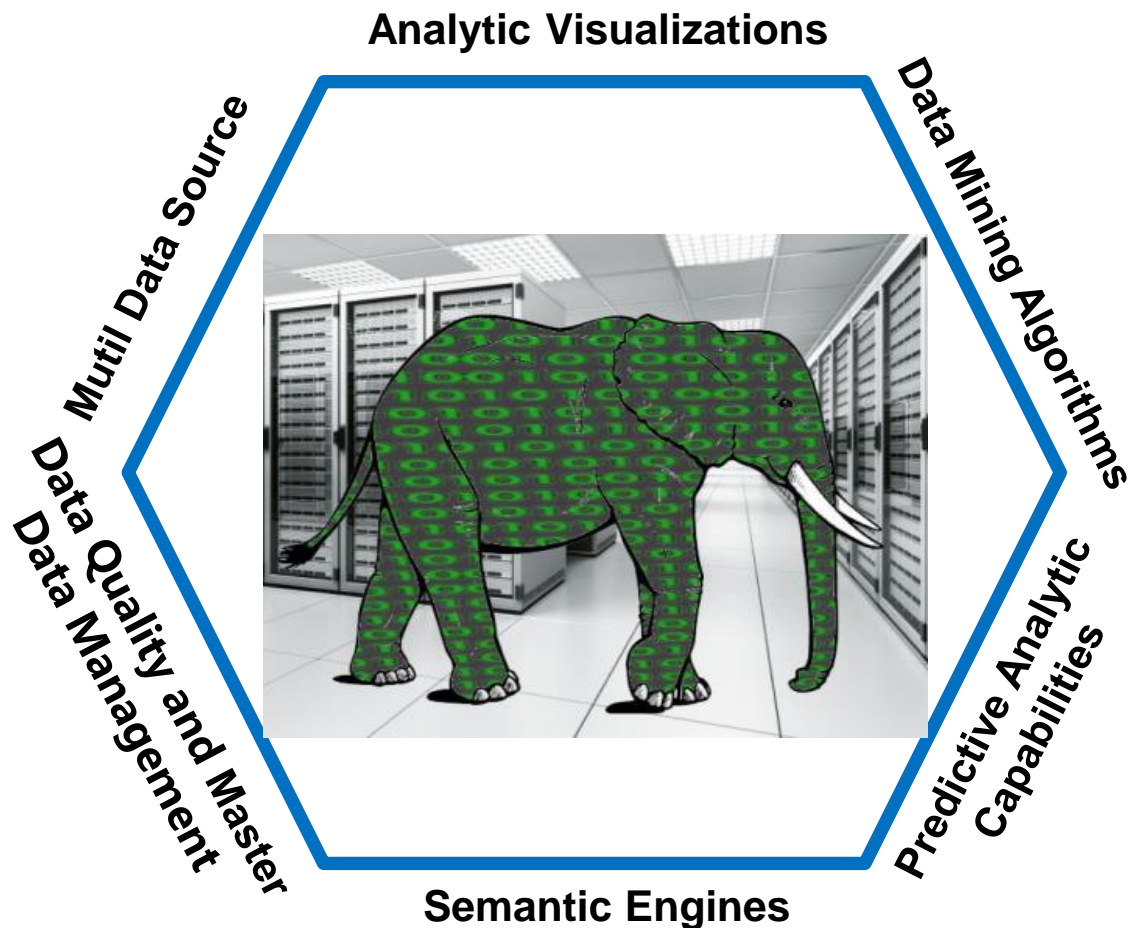 Analytic Visualizations
Data Mining Algorithms
Predictive Analytic
Capabilities
Semantic Engines
Data Quality and Master
Data Management
Mutil Data Source